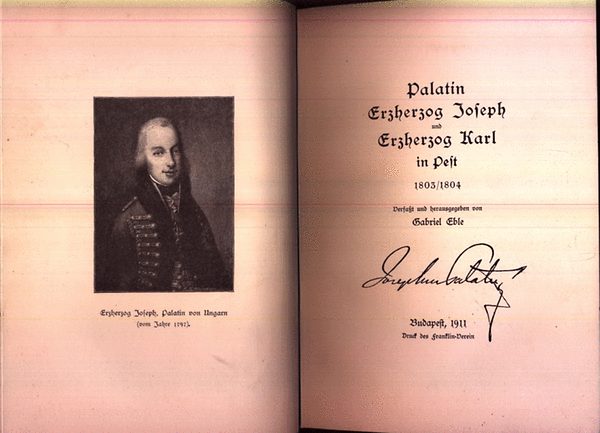 Erzherzog Joseph, Palatin von Ungarn
(vom Jahre 1797).
Palatin
Erzherzog Joseph
und
Erzherzog Karl
in Pest
1803/1804
Verfaßt und herausgegeben von
Gabriel Eble
Josephus Palatin
Budapest, 1911
Druck des Franklin-Verein